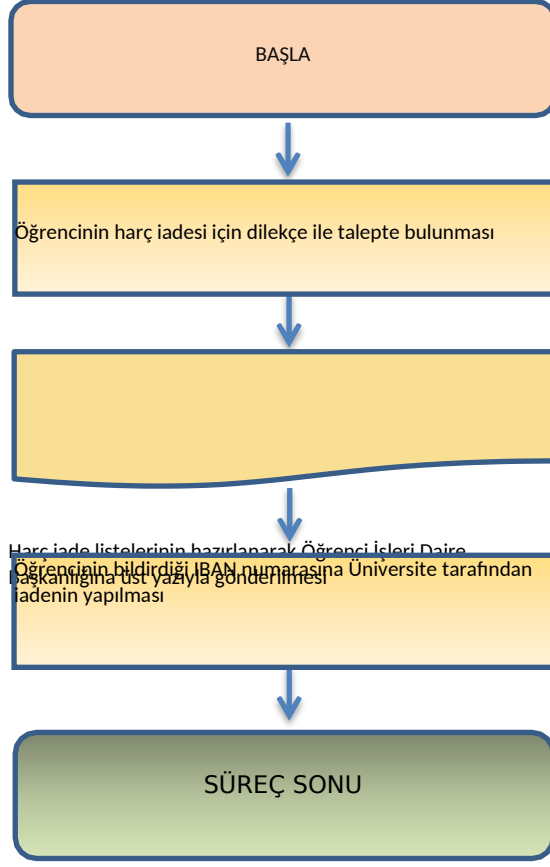 BAŞLA
Öğrencinin harç iadesi için dilekçe ile talepte bulunması
Harç iade listelerinin hazırlanarak Öğrenci İşleri Daire
Başkanlığına üst yazıyla gönderilmesi
Öğrencinin bildirdiği IBAN numarasına Üniversite tarafından
iadenin yapılması
SÜREÇ SONU